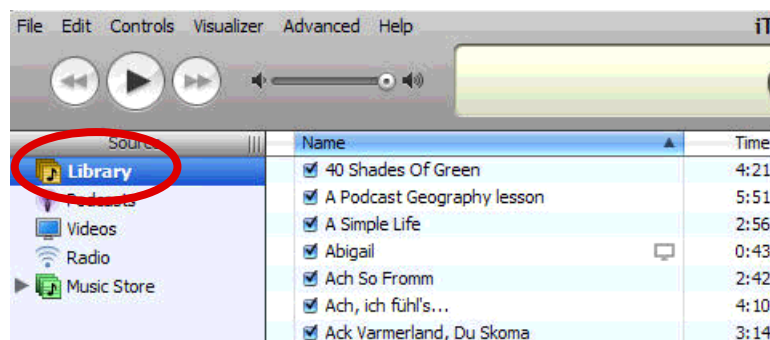 File Edit Controls Visualizer Advanced Help iT
Source Name Time
Library 40 Shades Of Green 4:21
Podcasts A Podcast Geography lesson 5:51
Videos A Simple Life 2:56
Radio Abigail 0:43
Music Store Ach So Fromm 2:42
Ach, ich fühl's... 4:10
Ack Varmerland, Du Skoma 3:14